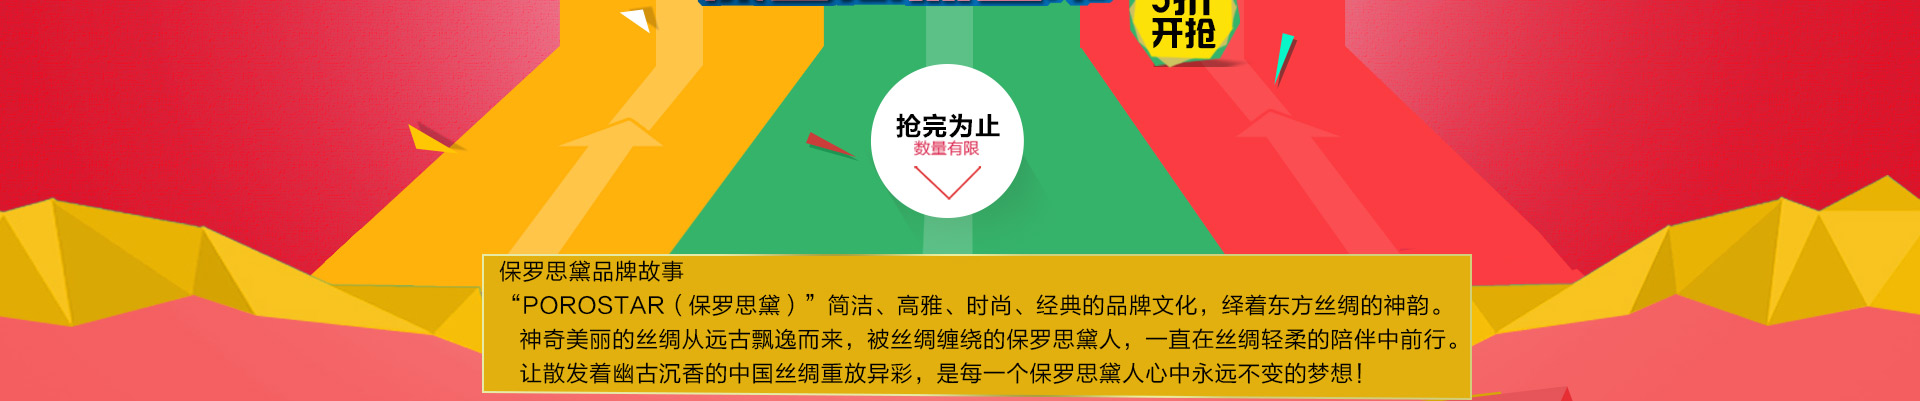 5折
开抢
抢完为止
数量有限
保罗思黛品牌故事
“POROSTAR（保罗思黛）”简洁、高雅、时尚、经典的品牌文化，绎着东方丝绸的神韵。
神奇美丽的丝绸从远古飘逸而来，被丝绸缠绕的保罗思黛人，一直在丝绸轻柔的陪伴中前行。
让散发着幽古沉香的中国丝绸重放异彩，是每一个保罗思黛人心中永远不变的梦想！